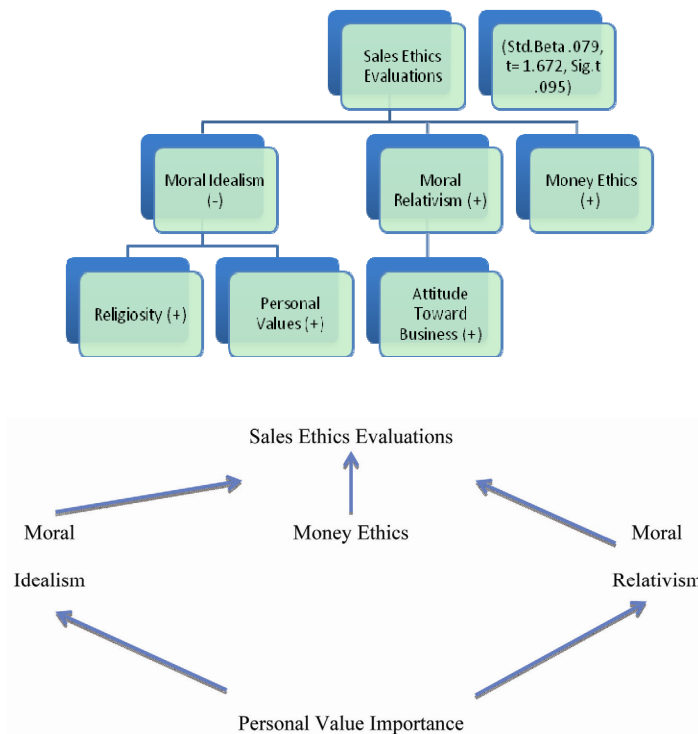 Sales Ethics
Evaluations
(Std.Beta .079,
t= 1.672, Sig.t
.095)
Moral Idealism
(-)
Moral
Relativism (+)
Money Ethics
(+)
Religiosity (+)
Personal
Values (+)
Attitude
Toward
Business (+)
Sales Ethics Evaluations
Moral
Money Ethics
Moral
Idealism
Relativism
Personal Value Importance